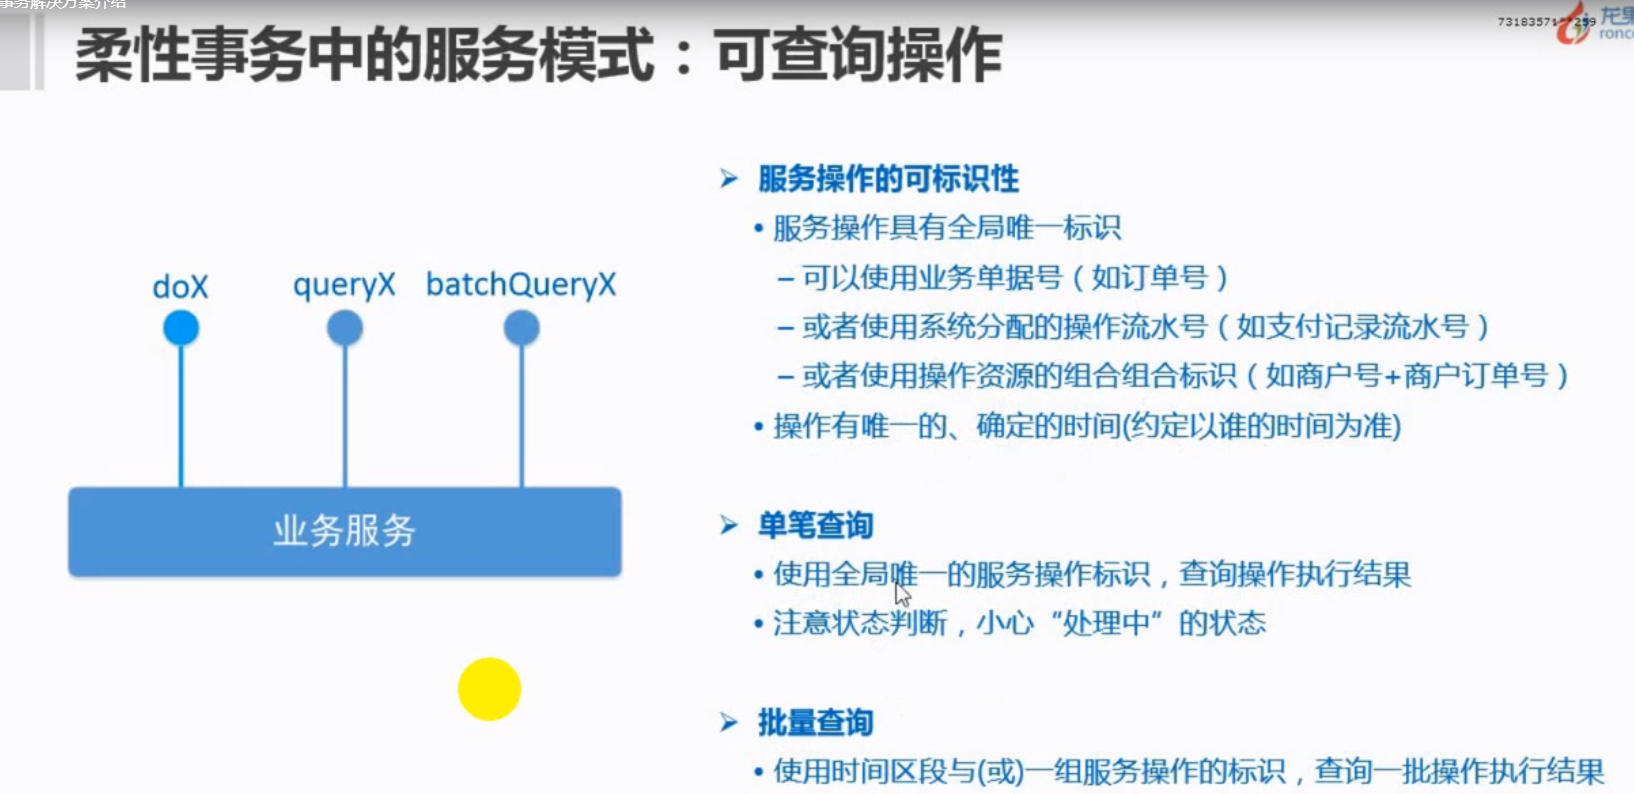 事务解决方案介绍
柔性事务中的服务模式：可查询操作
73183571**259
龙果
ronco
doX
queryX
batchQueryX
业务服务
➢ 服务操作的可标识性
• 服务操作具有全局唯一标识
– 可以使用业务单据号（如订单号）
– 或者使用系统分配的操作流水号（如支付记录流水号）
– 或者使用操作资源的组合组合标识（如商户号+商户订单号）
• 操作有唯一的、确定的时间(约定以谁的时间为准)
➢ 单笔查询
• 使用全局唯一的服务操作标识，查询操作执行结果
• 注意状态判断，小心“处理中”的状态
➢ 批量查询
• 使用时间区段与(或)一组服务操作的标识，查询一批操作执行结果